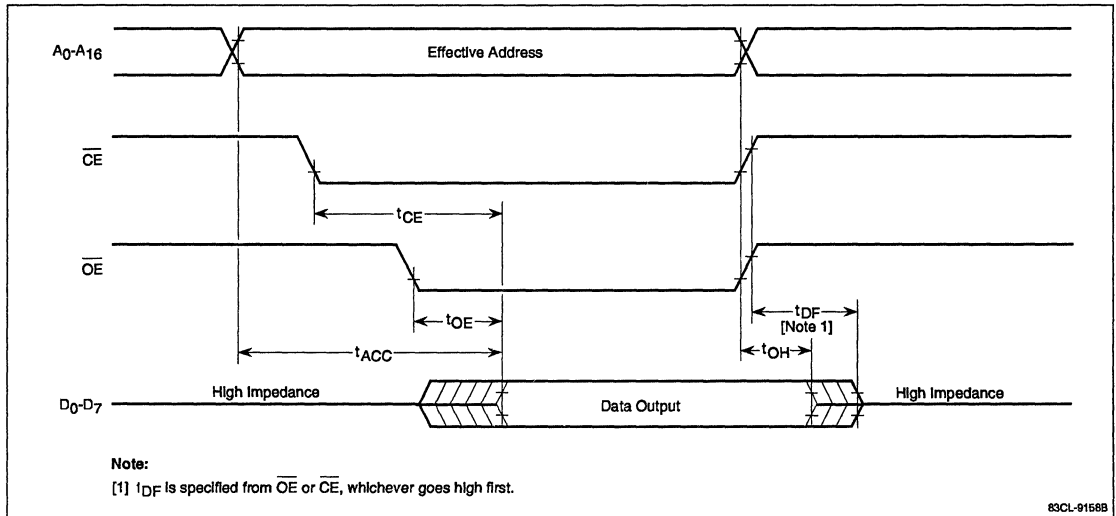 A0-A16
Effective Address
CE
tCE
OE
tOE
tDF
[Note 1]
tACC
tOH
D0-D7
High Impedance
Data Output
High Impedance
Note:
[1] tDF is specified from OE or CE, whichever goes high first.
83CL-9158B